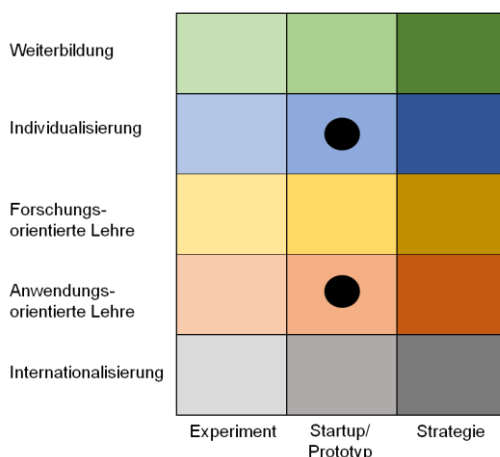 Weiterbildung
Individualisierung
Forschungs-
orientierte Lehre
Anwendungs-
orientierte Lehre
Internationalisierung
Experiment
Startup/
Prototyp
Strategie